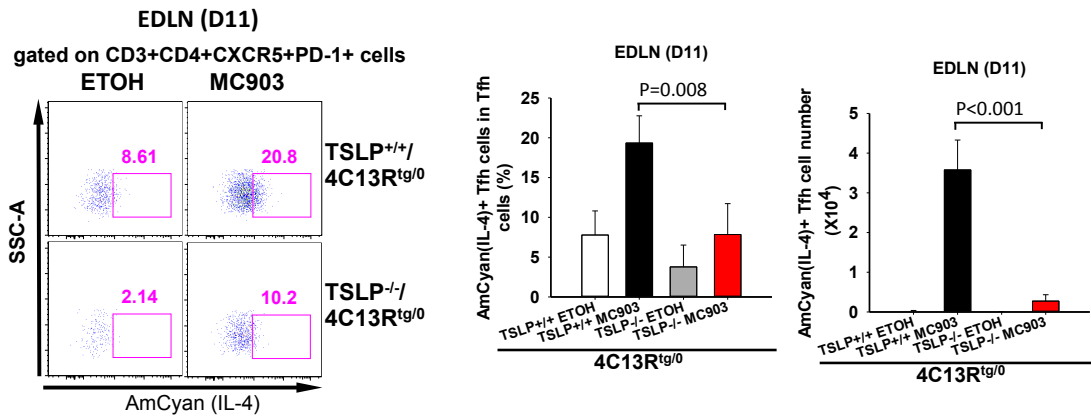 EDLN (D11)
gated on CD3+CD4+CXCR5+PD-1+ cells
ETOH MC903
8.61 20.8
TSLP+/+/
4C13Rtg/0
2.14 10.2
TSLP-/-/
4C13Rtg/0
SSC-A
AmCyan (IL-4)
EDLN (D11)
P=0.008
AmCyan(IL-4)+ Tfh cells in Tfh
cells (%)
25
20
15
10
5
0
TSLP+/+ ETOH
TSLP+/+ MC903
TSLP-/- ETOH
TSLP-/- MC903
4C13Rtg/0
EDLN (D11)
P<0.001
AmCyan(IL-4)+ Tfh cell number
(X104)
5
4
3
2
1
0
TSLP+/+ ETOH
TSLP+/+ MC903
TSLP-/- ETOH
TSLP-/- MC903
4C13Rtg/0